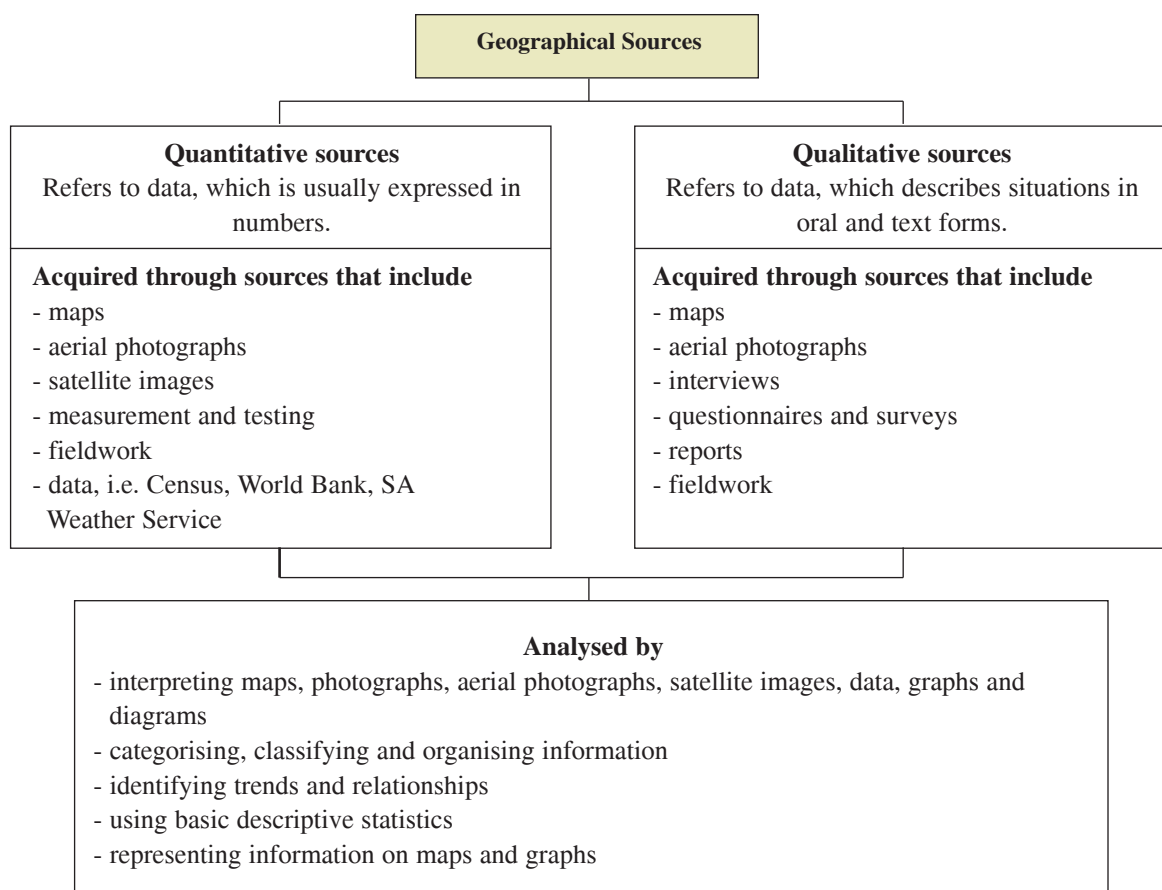 Geographical Sources
Quantitative sources
Refers to data, which is usually expressed in
numbers.
Acquired through sources that include
- maps
- aerial photographs
- satellite images
- measurement and testing
- fieldwork
- data, i.e. Census, World Bank, SA
Weather Service
Qualitative sources
Refers to data, which describes situations in
oral and text forms.
Acquired through sources that include
- maps
- aerial photographs
- interviews
- questionnaires and surveys
- reports
- fieldwork
Analysed by
- interpreting maps, photographs, aerial photographs, satellite images, data, graphs and
diagrams
- categorising, classifying and organising information
- identifying trends and relationships
- using basic descriptive statistics
- representing information on maps and graphs